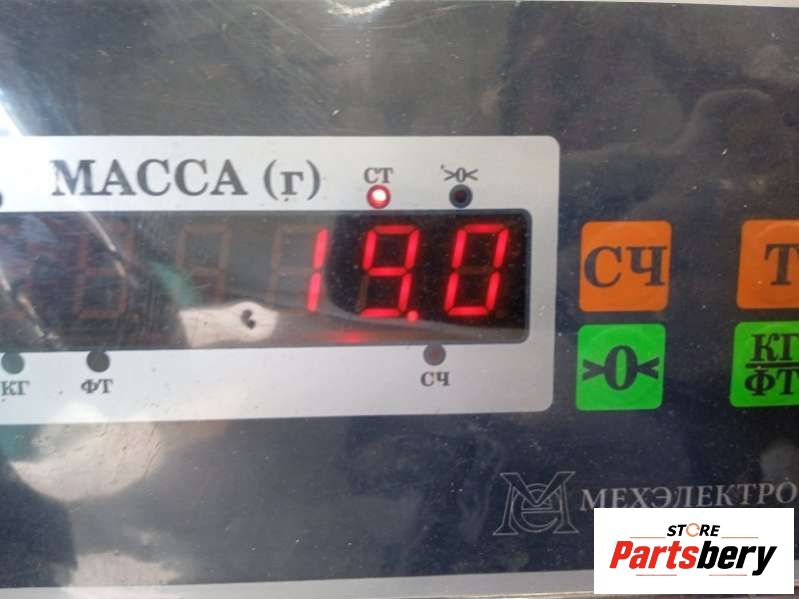 МАССА (г)
СТ
>0<
19.0
СЧ
Т
>0<
КГ
ФТ
КГ
ФТ
СЧ
МЕХЭЛЕКТРО
STORE
Partsbery